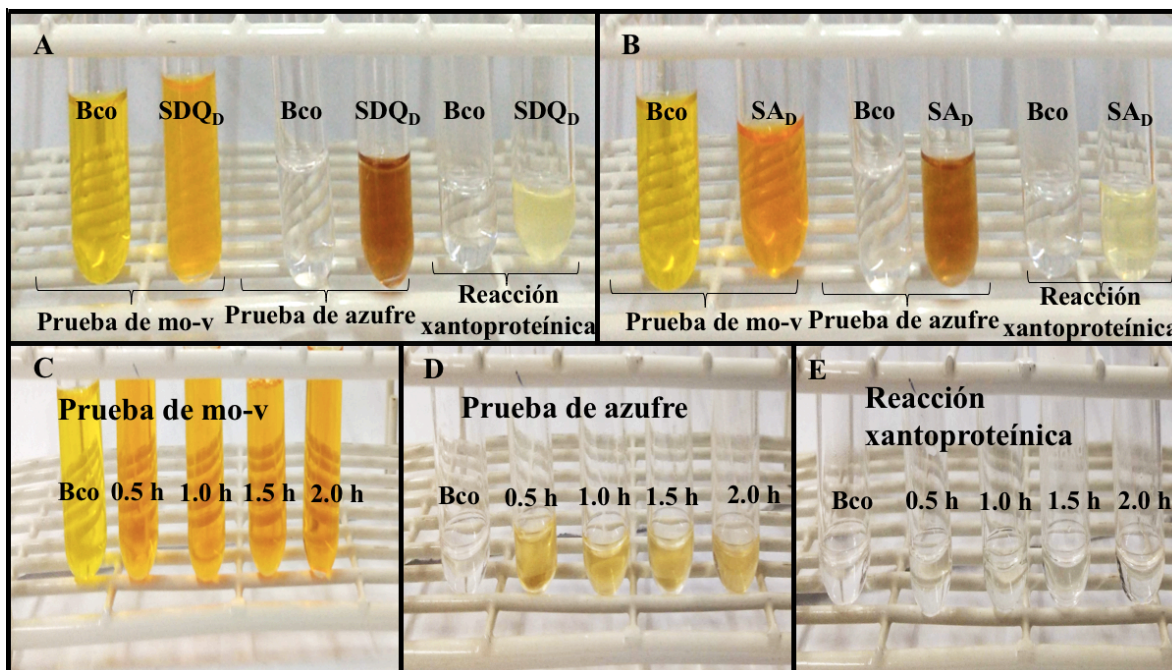 A
Bco
SDQD
Bco
SDQD
Bco
SDQD
Prueba de mo-v
Prueba de azufre
Reacción
xantoproteínica
B
Bco
SAD
Bco
SAD
Bco
SAD
Prueba de mo-v
Prueba de azufre
Reacción
xantoproteínica
C
Prueba de mo-v
Bco 0.5 h 1.0 h 1.5 h 2.0 h
D
Prueba de azufre
Bco 0.5 h 1.0 h 1.5 h 2.0 h
E
Reacción
xantoproteínica
Bco 0.5 h 1.0 h 1.5 h 2.0 h